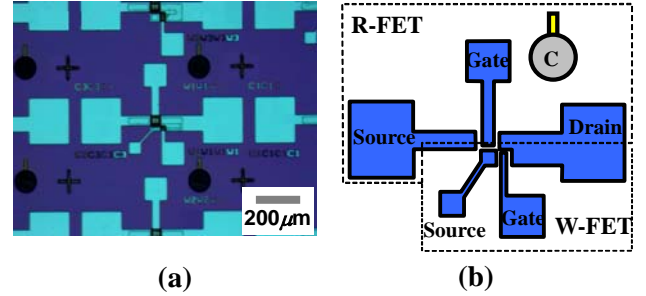 R-FET
C
Gate
Source
Drain
Source
Gate
W-FET
200μm
(a)
(b)